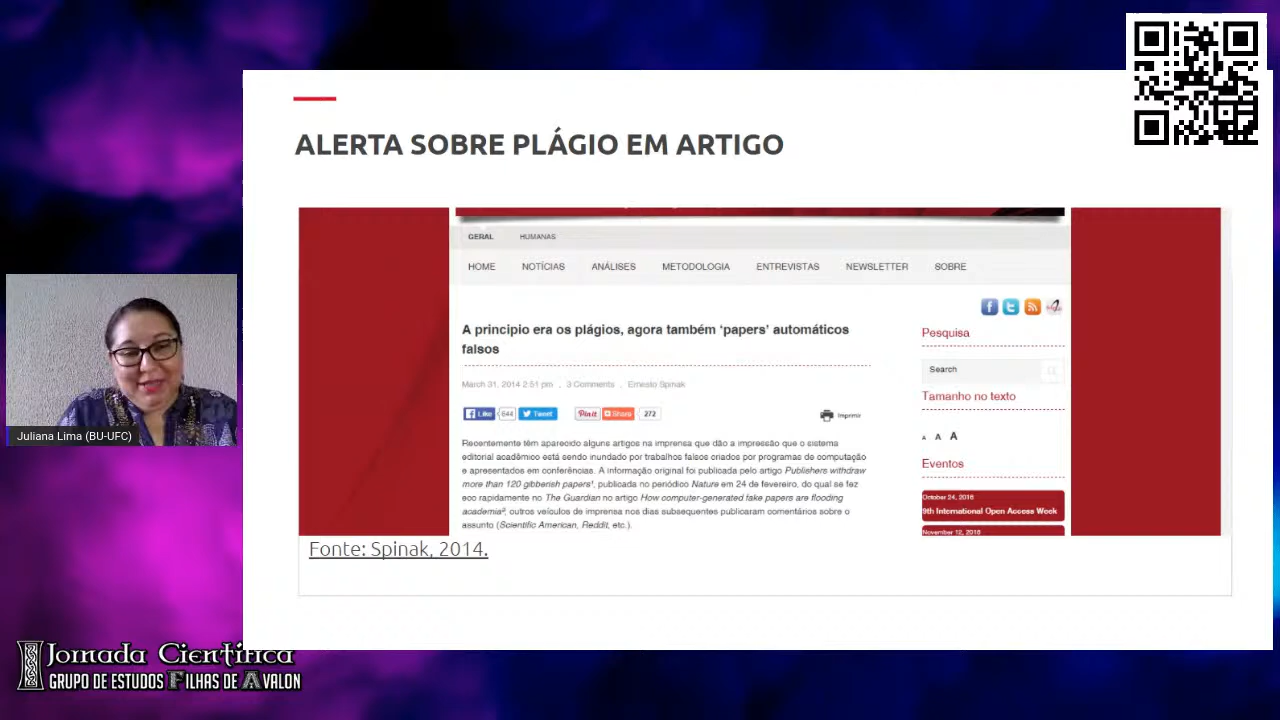 ALERTA SOBRE PLÁGIO EM ARTIGO
GERAL HUMANAS
HOME NOTÍCIAS ANÁLISES METODOLOGIA ENTREVISTAS NEWSLETTER SOBRE
A principio era os plágios, agora também ‘papers’ automáticos
falsos
March 31, 2014 2:51 pm . 3 Comments . Ernesto Spinak
Like 644 Tweet Pin it Share 272
Imprimir
Recentemente têm aparecido alguns artigos na imprensa que dão a impressão que o sistema
editorial acadêmico está sendo inundado por trabalhos falsos criados por programas de computação
e apresentados em conferências. A informação original foi publicada pelo artigo Publishers withdraw
more than 120 gibberish papers¹, publicada no periódico Nature em 24 de fevereiro, do qual se fez
eco rapidamente no The Guardian no artigo How computer-generated fake papers are flooding
academia², outros veículos de imprensa nos dias subsequentes publicaram comentários sobre o
assunto (Scientific American, Reddit, etc.).
Pesquisa
Search
Tamanho no texto
A A A
Eventos
October 24, 2016
9th International Open Access Week
November 12, 2016
Fonte: Spinak, 2014.
Juliana Lima (BU-UFC)
Jornada Científica
GRUPO DE ESTUDOS FILHAS DE AVALON